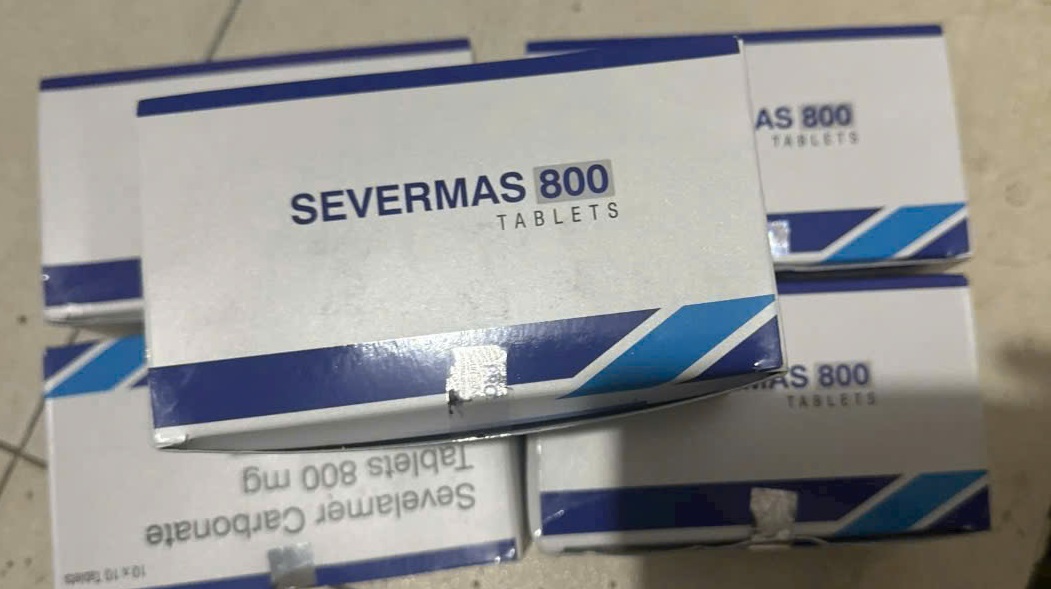 SEVERMAS 800
TABLETS
AS 800
TABLETS
AS 800
TABLETS
Sevelamer Carbonate
Tablets 800 mg
10 x 10 Tablets